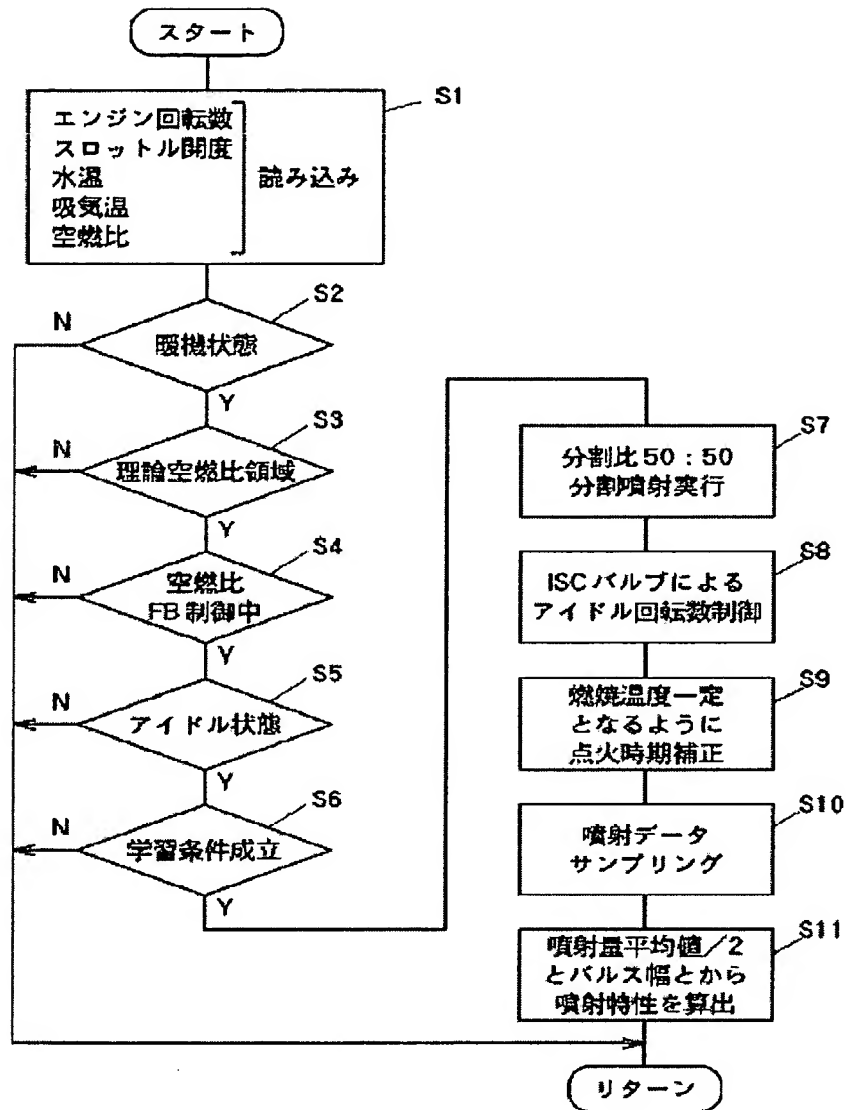 スタート
S1
エンジン回転数
スロットル開度
水温
吸気温
空燃比
読み込み
S2
N
暖機状態
Y
S3
N
理論空燃比領域
Y
S4
N
空燃比
FB制御中
Y
S5
N
アイドル状態
Y
S6
N
学習条件成立
Y
S7
分割比50:50
分割噴射実行
S8
ISCバルブによる
アイドル回転数制御
S9
燃焼温度一定
となるように
点火時期補正
S10
噴射データ
サンプリング
S11
噴射量平均値/2
とパルス幅とから
噴射特性を算出
リターン